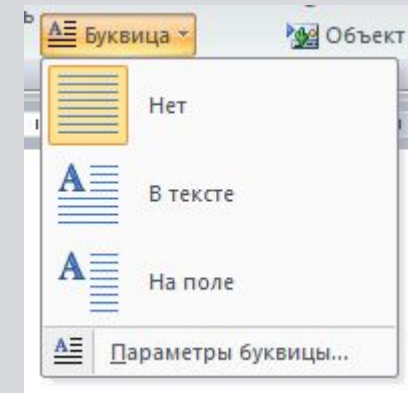 Буквица Объект
Нет
В тексте
На поле
Параметры буквицы...